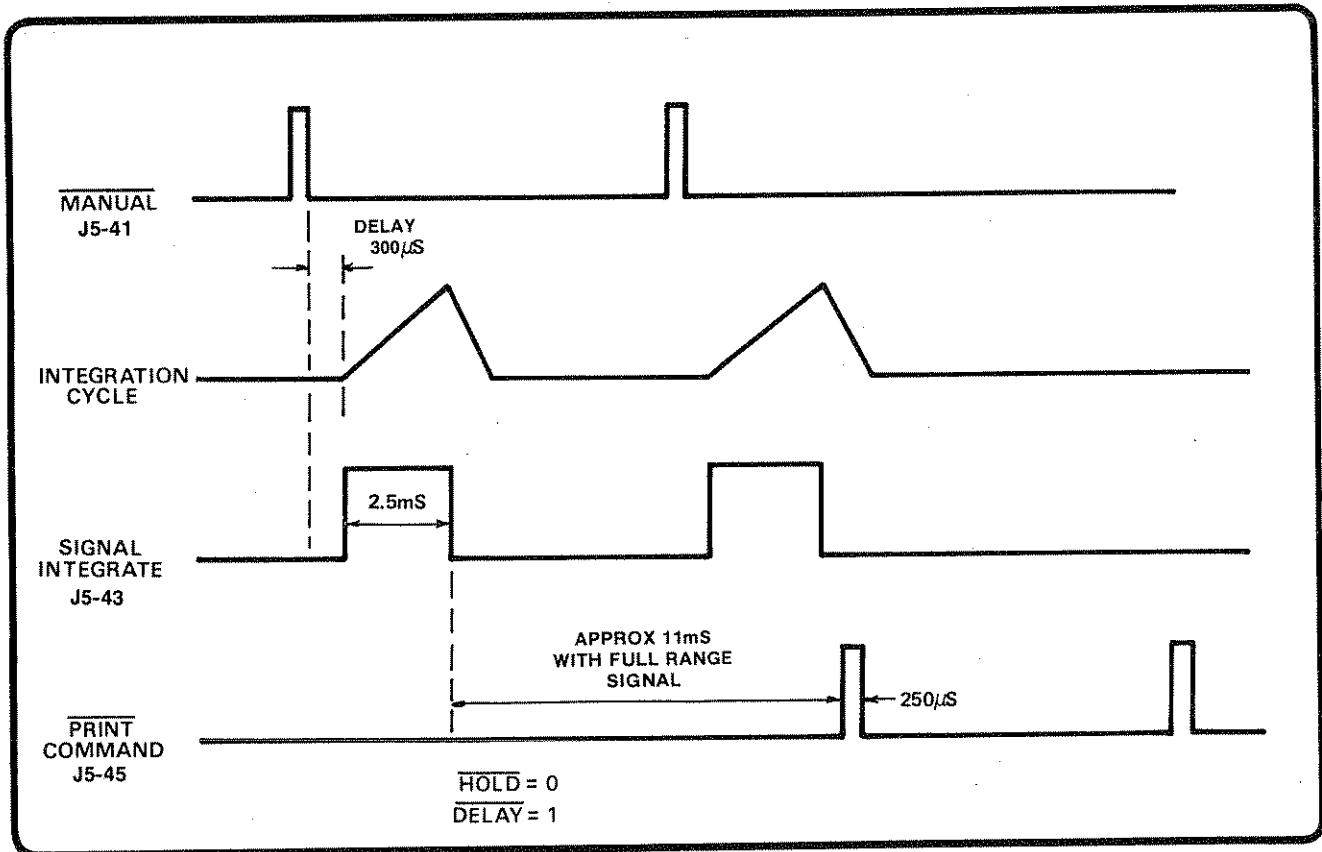 MANUAL
J5-41
DELAY
300µS
INTEGRATION
CYCLE
2.5mS
SIGNAL
INTEGRATE
J5-43
APPROX 11mS
WITH FULL RANGE
SIGNAL
250µS
PRINT
COMMAND
J5-45
HOLD = 0
DELAY = 1